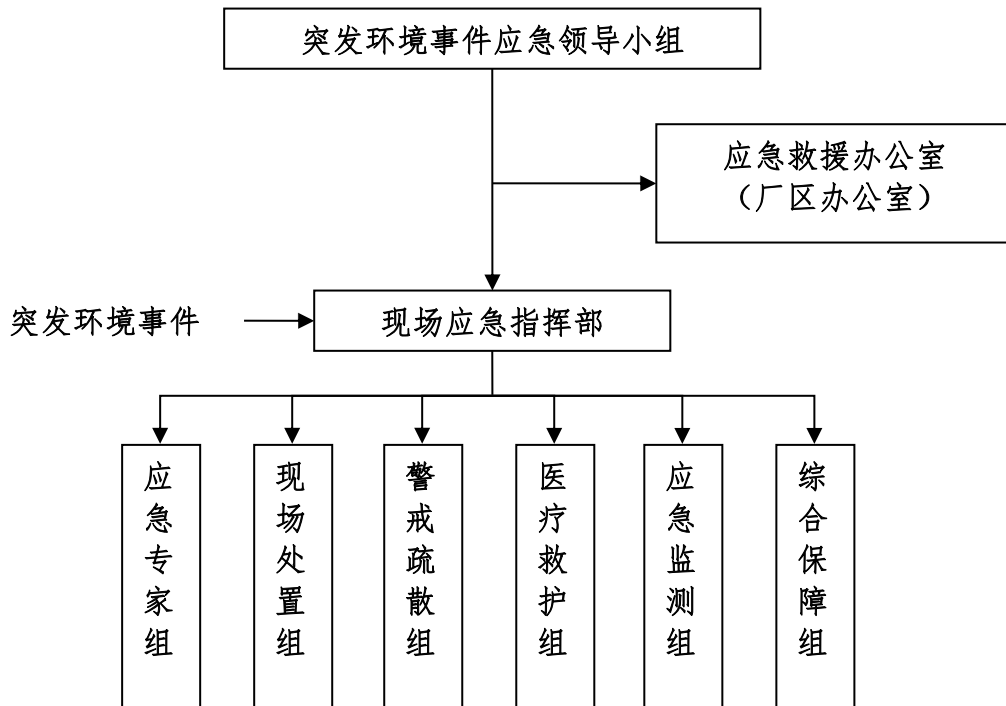 突发环境事件应急领导小组
应急救援办公室
（厂区办公室）
突发环境事件
现场应急指挥部
应急专家组
现场处置组
警戒疏散组
医疗救护组
应急监测组
综合保障组